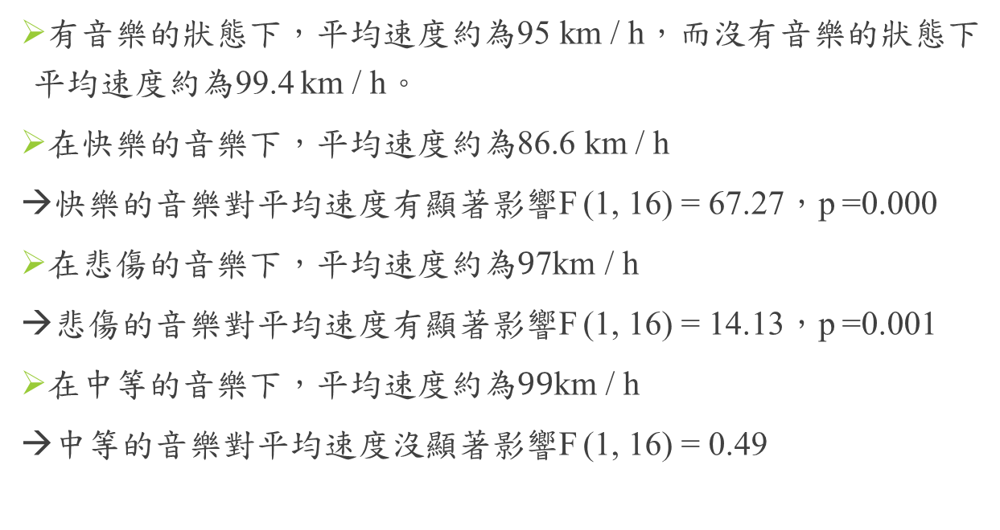 ➢有音樂的狀態下，平均速度約為95 km / h，而沒有音樂的狀態下
平均速度約為99.4 km / h。
➢在快樂的音樂下，平均速度約為86.6 km / h
→快樂的音樂對平均速度有顯著影響F (1, 16) = 67.27，p =0.000
➢在悲傷的音樂下，平均速度約為97km / h
→悲傷的音樂對平均速度有顯著影響F (1, 16) = 14.13，p =0.001
➢在中等的音樂下，平均速度約為99km / h
→中等的音樂對平均速度沒顯著影響F (1, 16) = 0.49